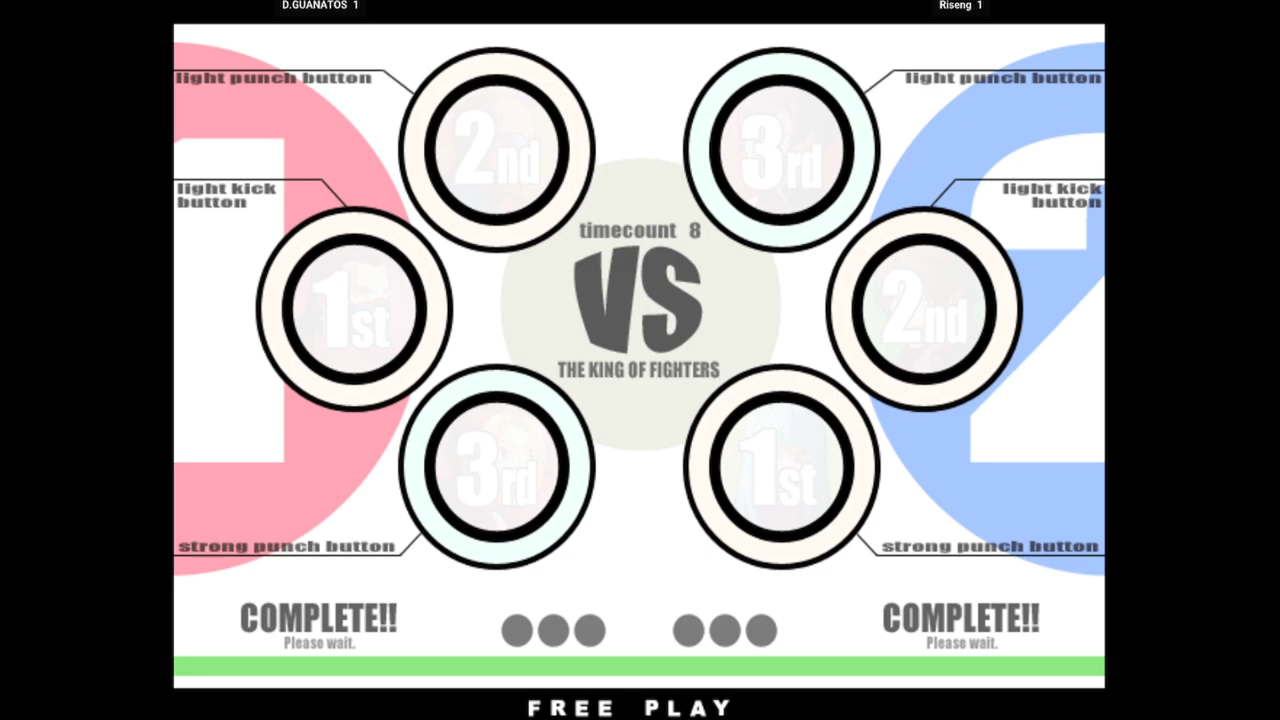 D.GUANATOS 1
Riseng 1
light punch button
2nd
3rd
light punch button
light kick
button
light kick
button
timecount 8
VS
THE KING OF FIGHTERS
1
1st
2nd
2
3rd
1st
strong punch button
strong punch button
COMPLETE!!
Please wait.
COMPLETE!!
Please wait.
FREE PLAY